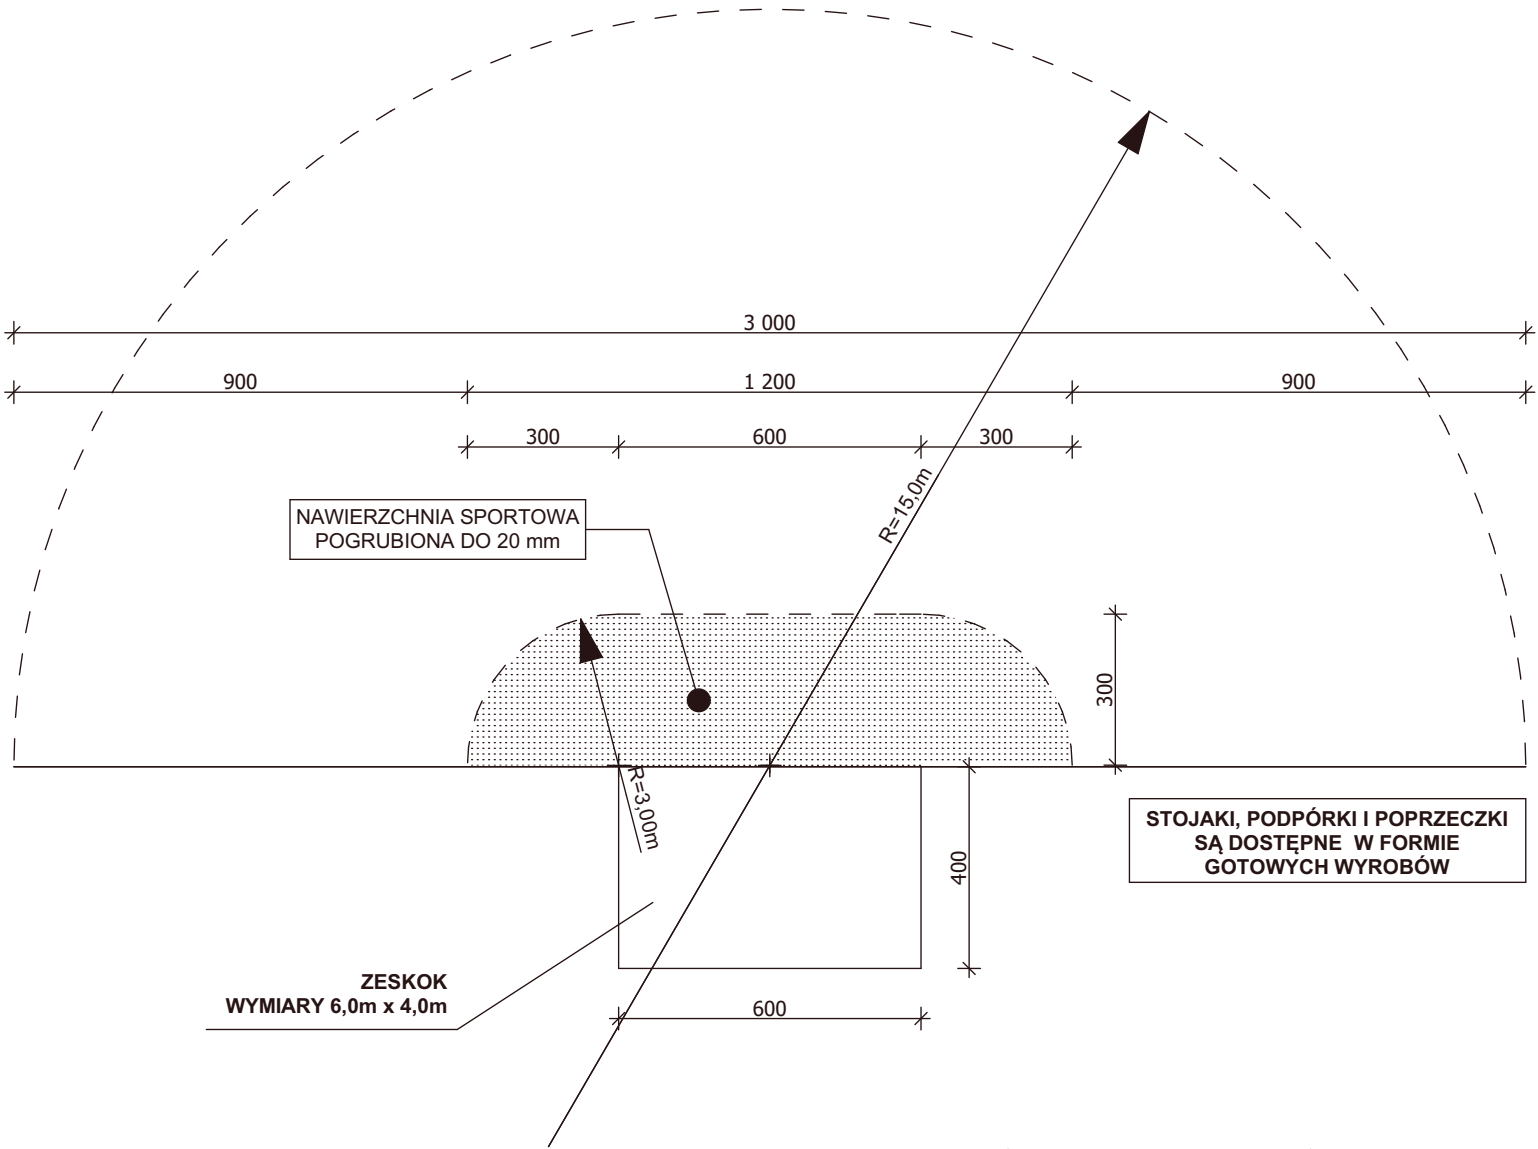 3 000
900
1 200
900
300
600
300
R=15,0m
NAWIERZCHNIA SPORTOWA
POGRUBIONA DO 20 mm
300
R=3,00m
STOJAKI, PODPÓRKI I POPRZECZKI
SĄ DOSTĘPNE W FORMIE
GOTOWYCH WYROBÓW
400
ZESKOK
WYMIARY 6,0m x 4,0m
600